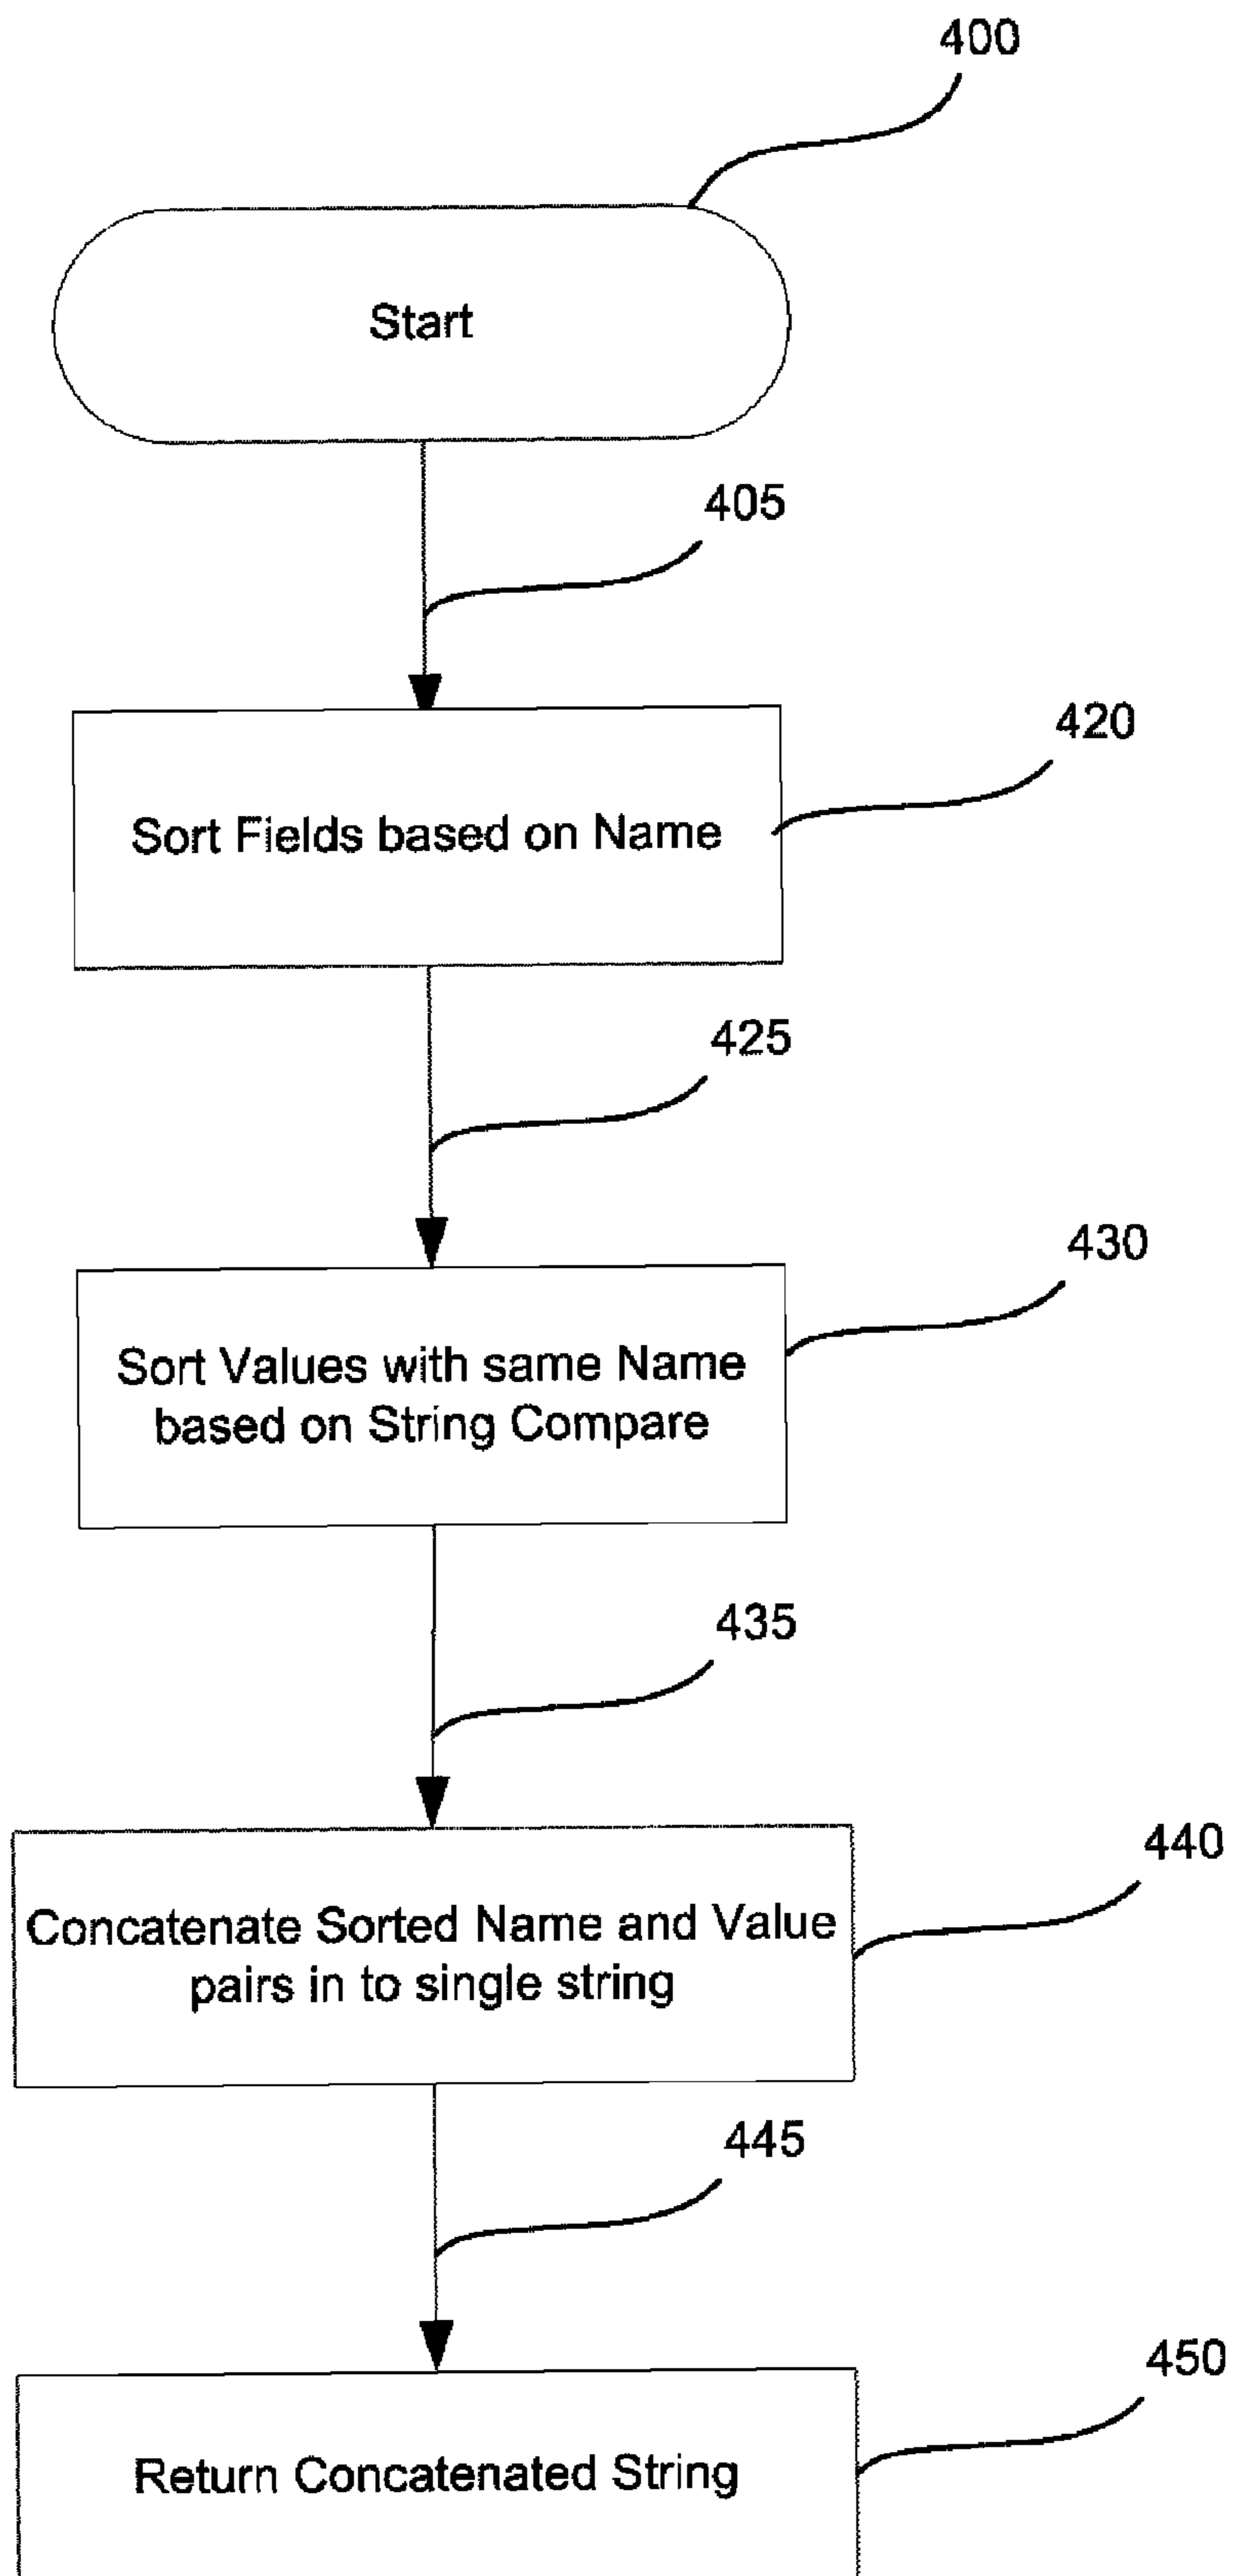 400
Start
405
420
Sort Fields based on Name
425
430
Sort Values with same Name
based on String Compare
435
440
Concatenate Sorted Name and Value
pairs in to single string
445
450
Return Concatenated String